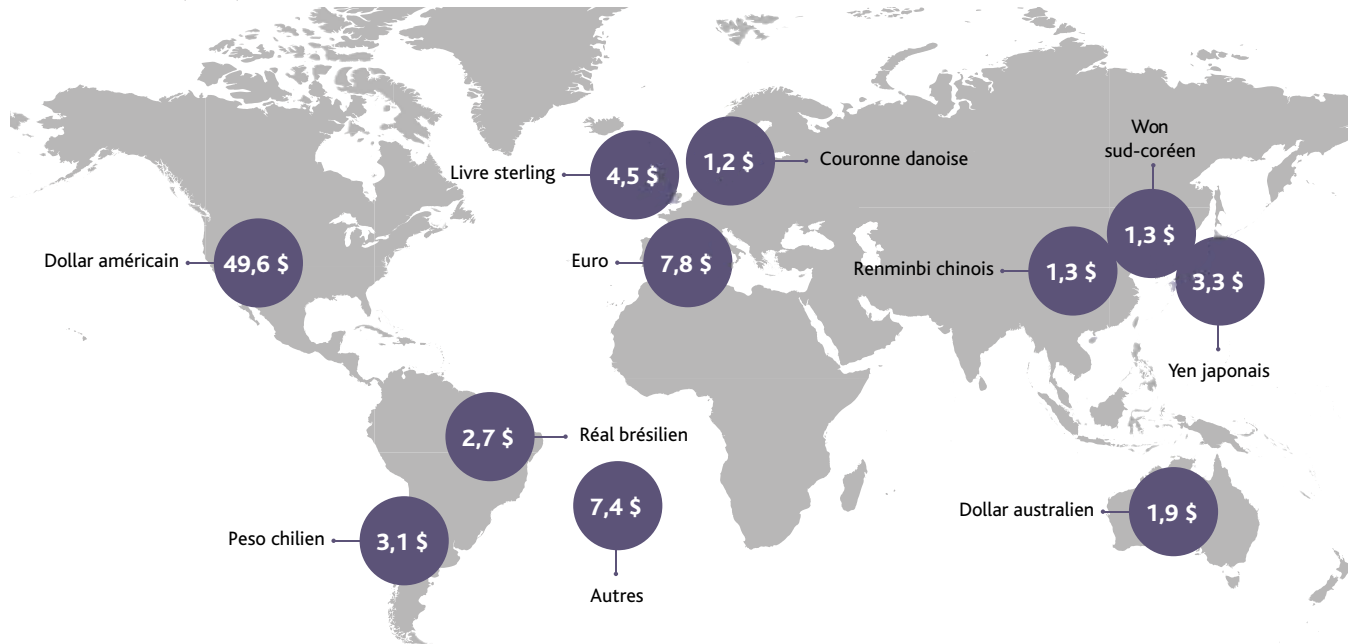 Won
sud-coréen
Livre sterling
4,5 $
1,2 $
Couronne danoise
1,3 $
Dollar américain
49,6 $
Euro
7,8 $
Renminbi chinois
1,3 $
3,3 $
Yen japonais
2,7 $
Réal brésilien
7,4 $
Autres
Dollar australien
1,9 $
Peso chilien
3,1 $